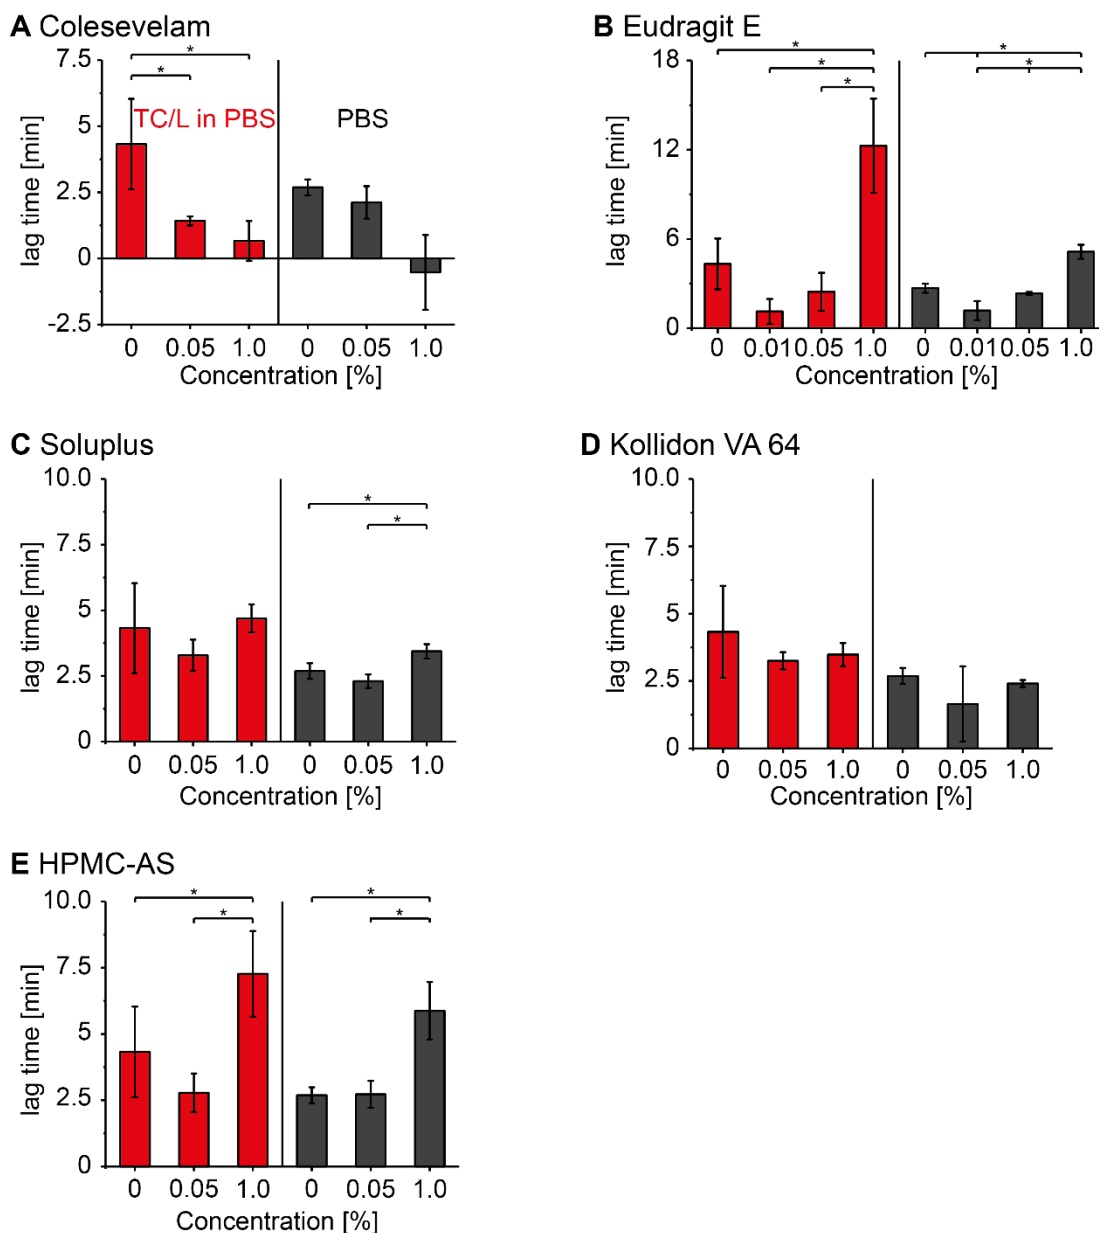 A Colesevelam
7.5
5
2.5
0
-2.5
lag time [min]
*
*
TC/L in PBS
PBS
0 0.05 1.0 0 0.05 1.0
Concentration [%]
B Eudragit E
18
12
6
0
lag time [min]
* *
* *
*
0 0.01 0.05 1.0 0 0.01 0.05 1.0
Concentration [%]
C Soluplus
10.0
7.5
5
2.5
0
lag time [min]
*
*
0 0.05 1.0 0 0.05 1.0
Concentration [%]
D Kollidon VA 64
10.0
7.5
5
2.5
0
lag time [min]
0 0.05 1.0 0 0.05 1.0
Concentration [%]
E HPMC-AS
10.0
7.5
5
2.5
0
lag time [min]
* *
* *
0 0.05 1.0 0 0.05 1.0
Concentration [%]